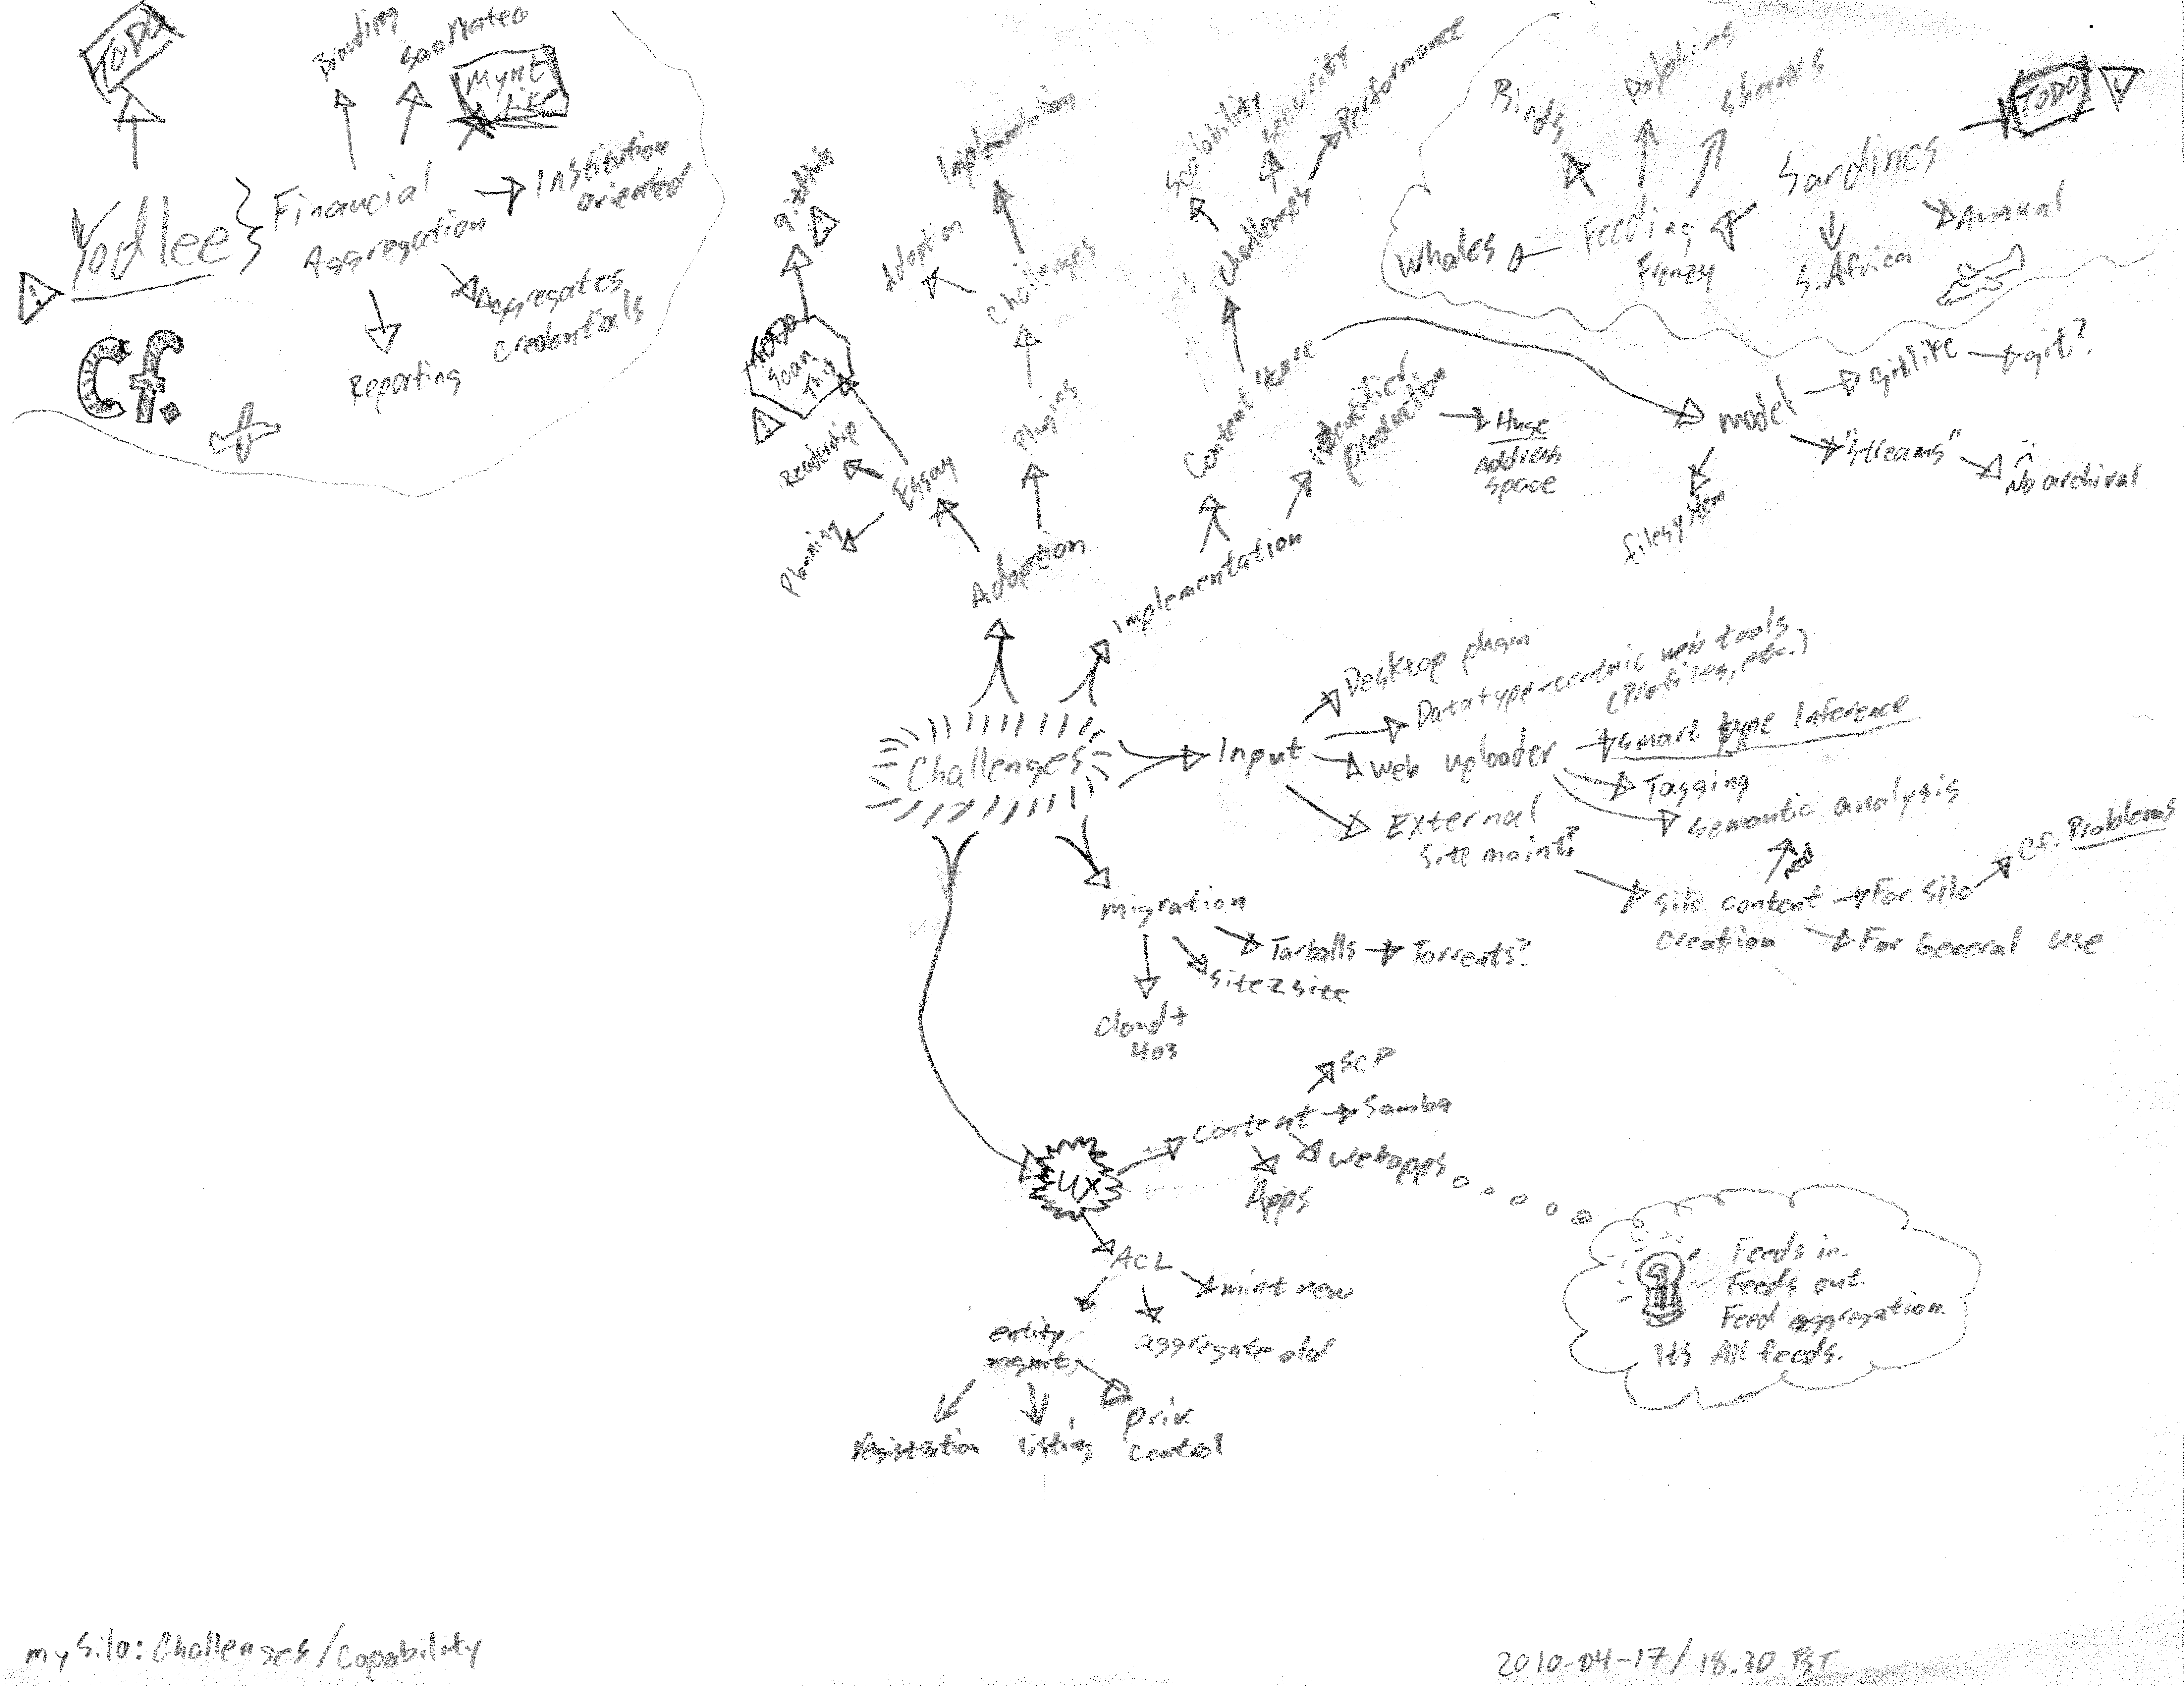 TODO
Branding
San Mateo
Mynt
Like
Yodlee
Financial
Aggregation
Institution
oriented
Aggregates
credentials
Reporting
cf.
github
TODO
Scan
This
Readership
Planning
Essay
Adoption
Implementation
Adoption
Challenges
Plugins
Scalability
Security
Performance
Challenges
Content Store
Identifier
production
Huge
Address
Space
Implementation
Birds
Dolphins
Sharks
Whales
Feeding
Frenzy
Sardines
TODO
Annual
S. Africa
model
Gitlike
git?
"Streams"
No archival
filesystem
Challenges
Input
Desktop
Datatype-centric web tools
(Profiles, etc.)
Web uploader
Smart type Inference
Tagging
Semantic analysis
External
Site maint?
Silo content
creation
For Silo
cf. Problems
For General Use
migration
Tarballs
Torrents?
Site2site
Cloud+
403
UX
Content
SCP
Samba
Webapps
Apps
ACL
mint new
aggregate old
entity
mgmt.
registration
listing
priv.
control
Feeds in.
Feeds out.
Feed aggregation.
It's All feeds.
my Silo: Challenges/Capability
2010-04-17/18.30 PST